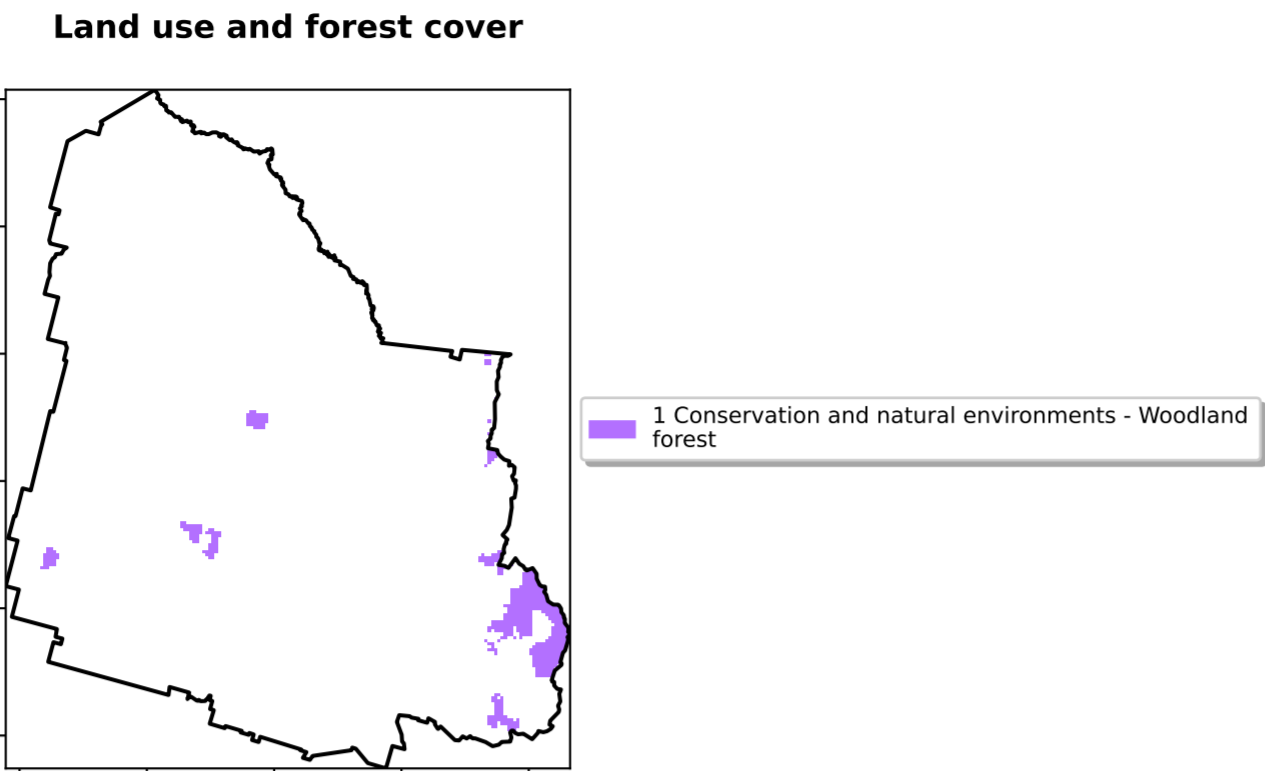 Land use and forest cover
1 Conservation and natural environments - Woodland
forest